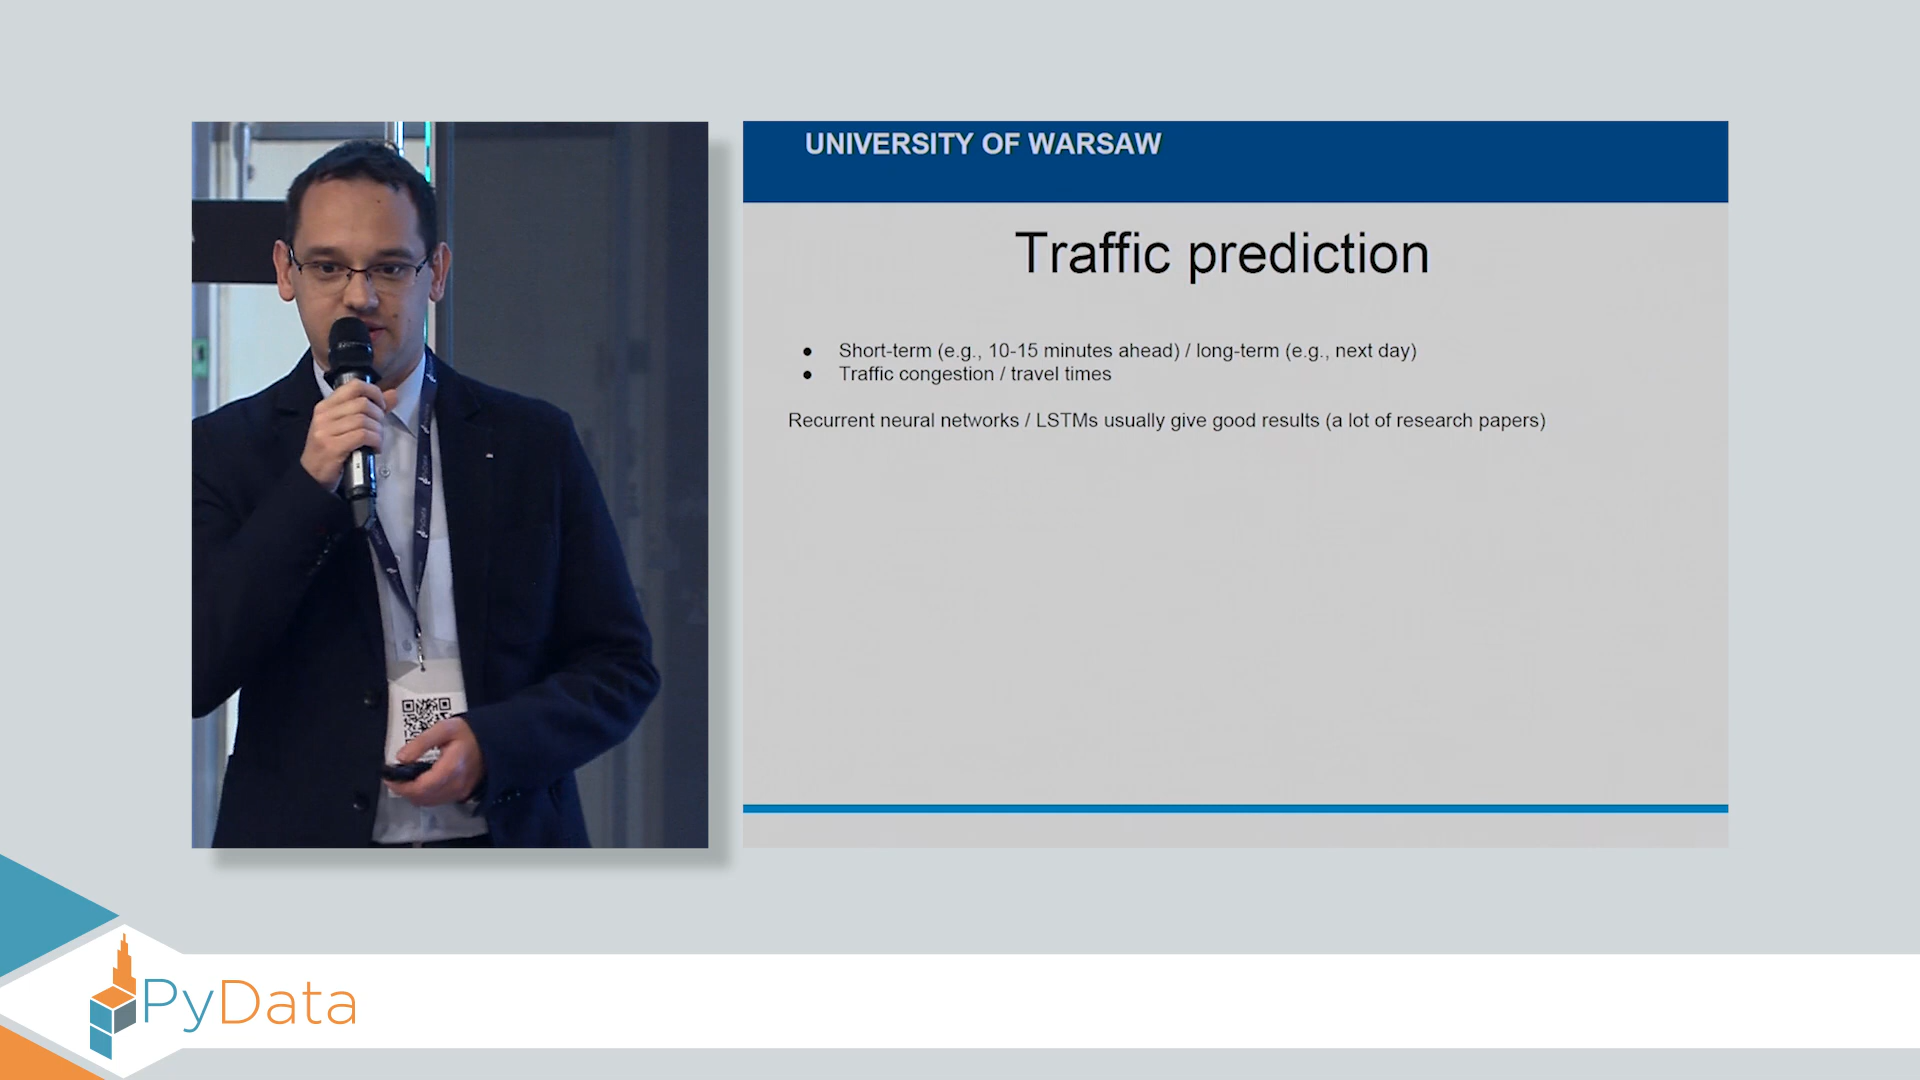 UNIVERSITY OF WARSAW
Traffic prediction
● Short-term (e.g., 10-15 minutes ahead) / long-term (e.g., next day)
● Traffic congestion / travel times
Recurrent neural networks / LSTMs usually give good results (a lot of research papers)
PyData